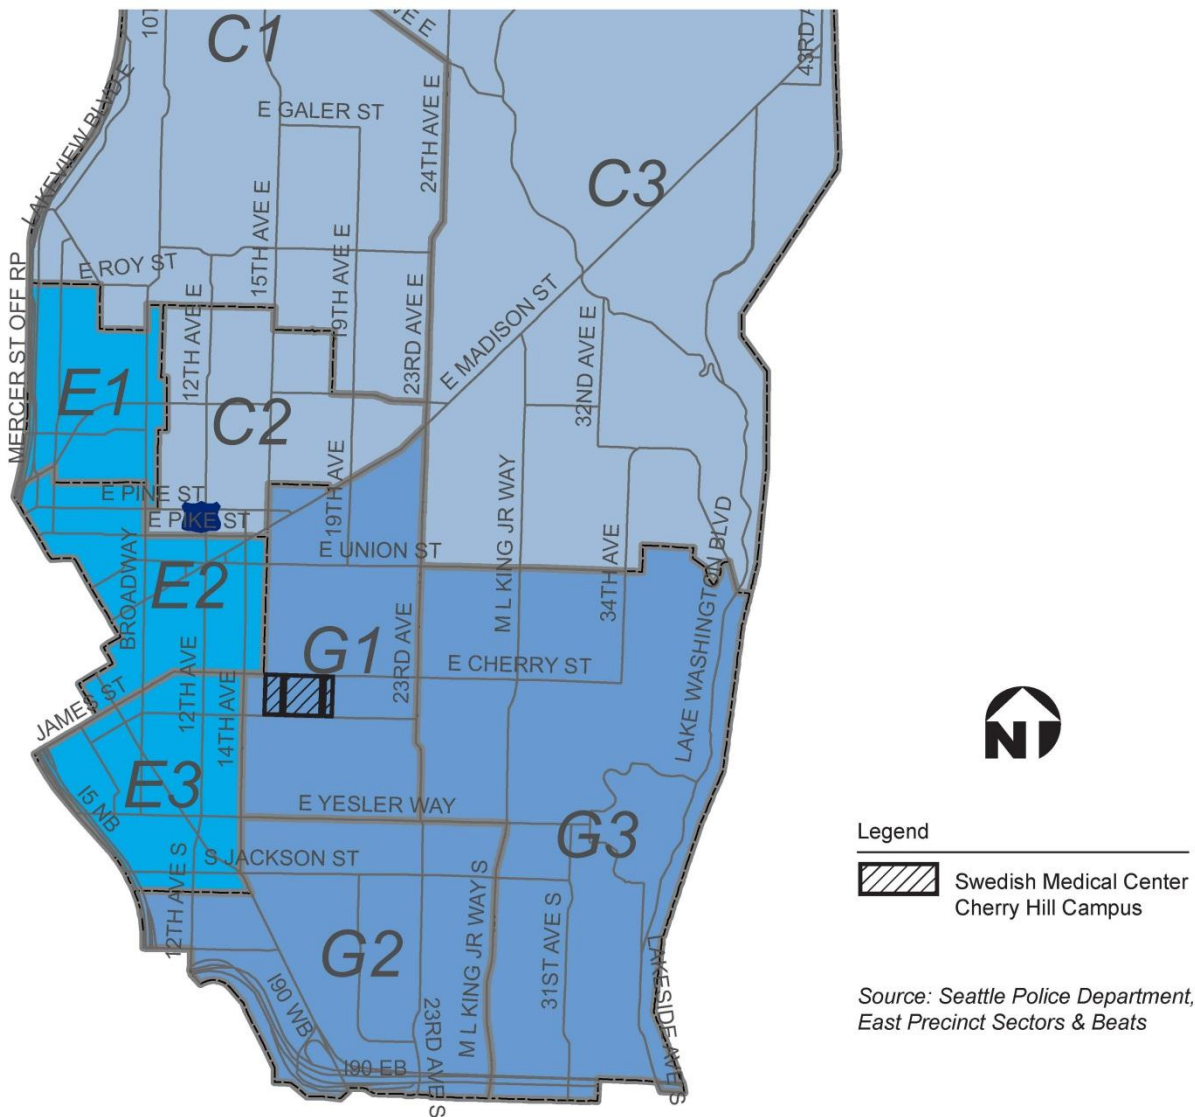 10T
C1
VE E
43RD A
LAKEVIEW BLVD E
E GALER ST
24TH AVE E
C3
15TH AVE E
19TH AVE E
E ROY ST
MERCER ST OFF RP
12TH AVE E
23RD AVE E
E MADISON ST
32ND AVE E
E1
C2
19TH AVE
M L KING JR WAY
E PINE ST
E PIKE ST
E UNION ST
34TH AVE
LAKE WASHINGTON BLVD
BROADWAY
E2
G1
23RD AVE
E CHERRY ST
12TH AVE
14TH AVE
JAMES ST
E3
I5 NB
E YESLER WAY
G3
S JACKSON ST
12TH AVE S
G2
M L KING JR WAY S
31ST AVE S
I90 WB
23RD AVE S
I90 EB
LAKESIDE AVE S
N
Legend
Swedish Medical Center
Cherry Hill Campus
Source: Seattle Police Department,
East Precinct Sectors & Beats